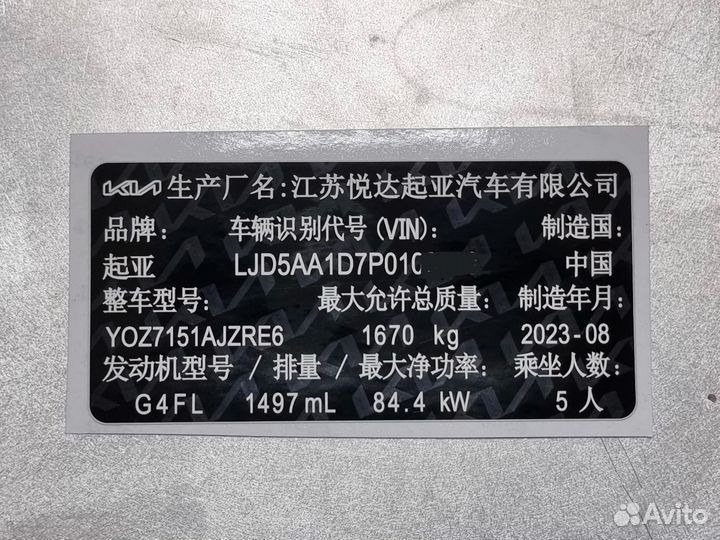 KIA 生产厂名:江苏悦达起亚汽车有限公司
品牌: 车辆识别代号(VIN): 制造国:
起亚 LJD5AA1D7P010 中国
整车型号: 最大允许总质量: 制造年月:
YOZ7151AJZRE6 1670 kg 2023-08
发动机型号 / 排量 / 最大净功率: 乘坐人数:
G4FL 1497mL 84.4 kW 5 人
Avito